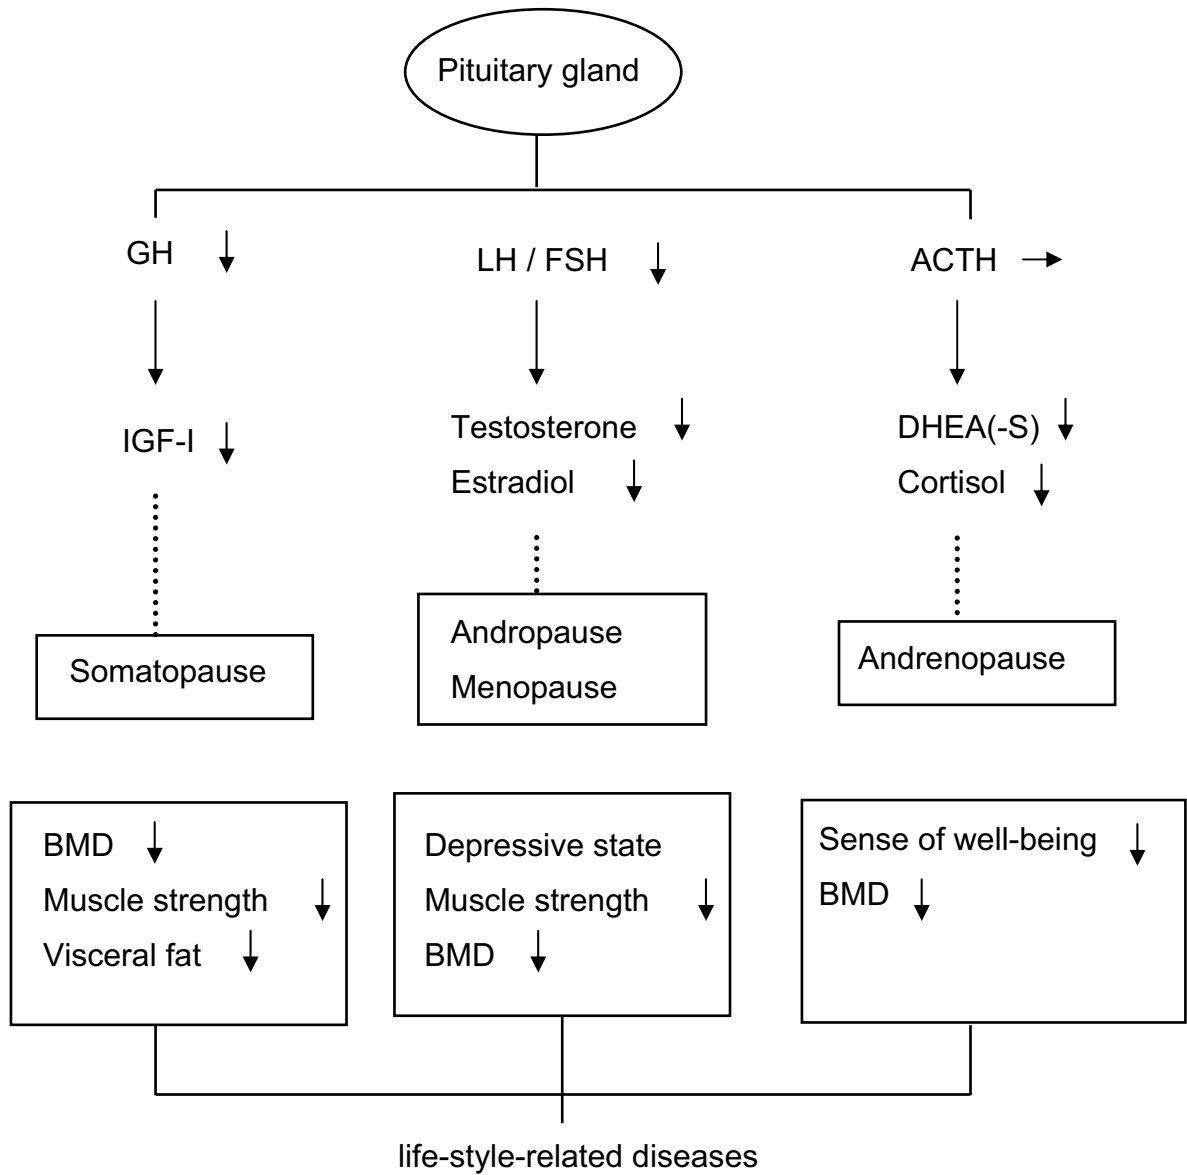 Pituitary gland
GH ↓
LH / FSH ↓
ACTH →
IGF-I ↓
Testosterone ↓
Estradiol ↓
DHEA(-S) ↓
Cortisol ↓
Somatopause
Andropause
Menopause
Andrenopause
BMD ↓
Muscle strength ↓
Visceral fat ↓
Depressive state
Muscle strength ↓
BMD ↓
Sense of well-being ↓
BMD ↓
life-style-related diseases